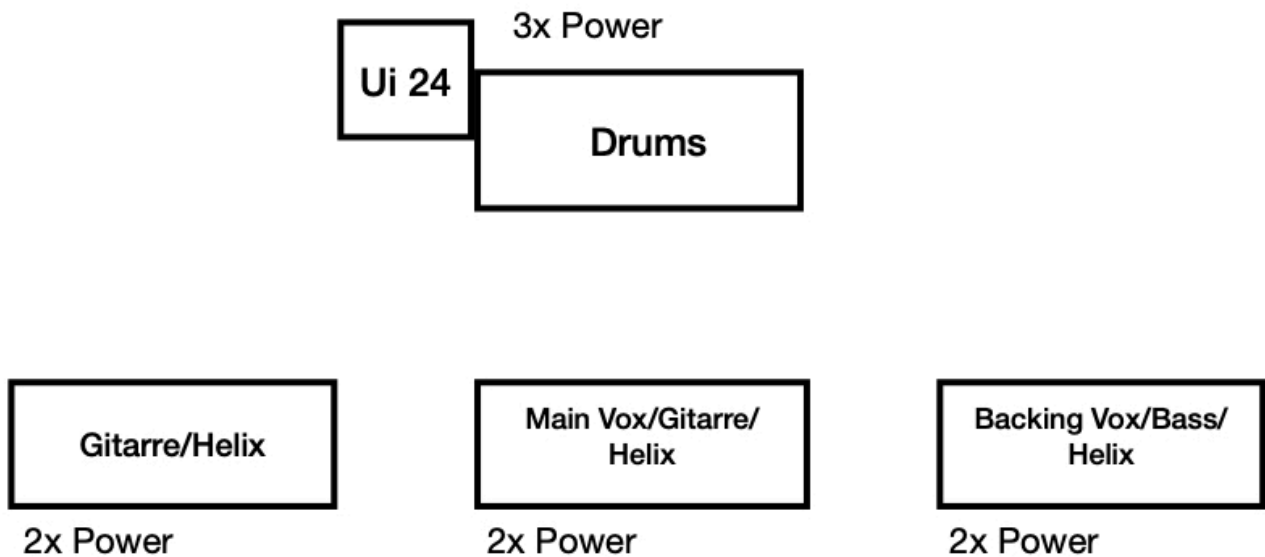 3x Power
Ui 24
Drums
Gitarre/Helix
Main Vox/Gitarre/
Helix
Backing Vox/Bass/
Helix
2x Power
2x Power
2x Power